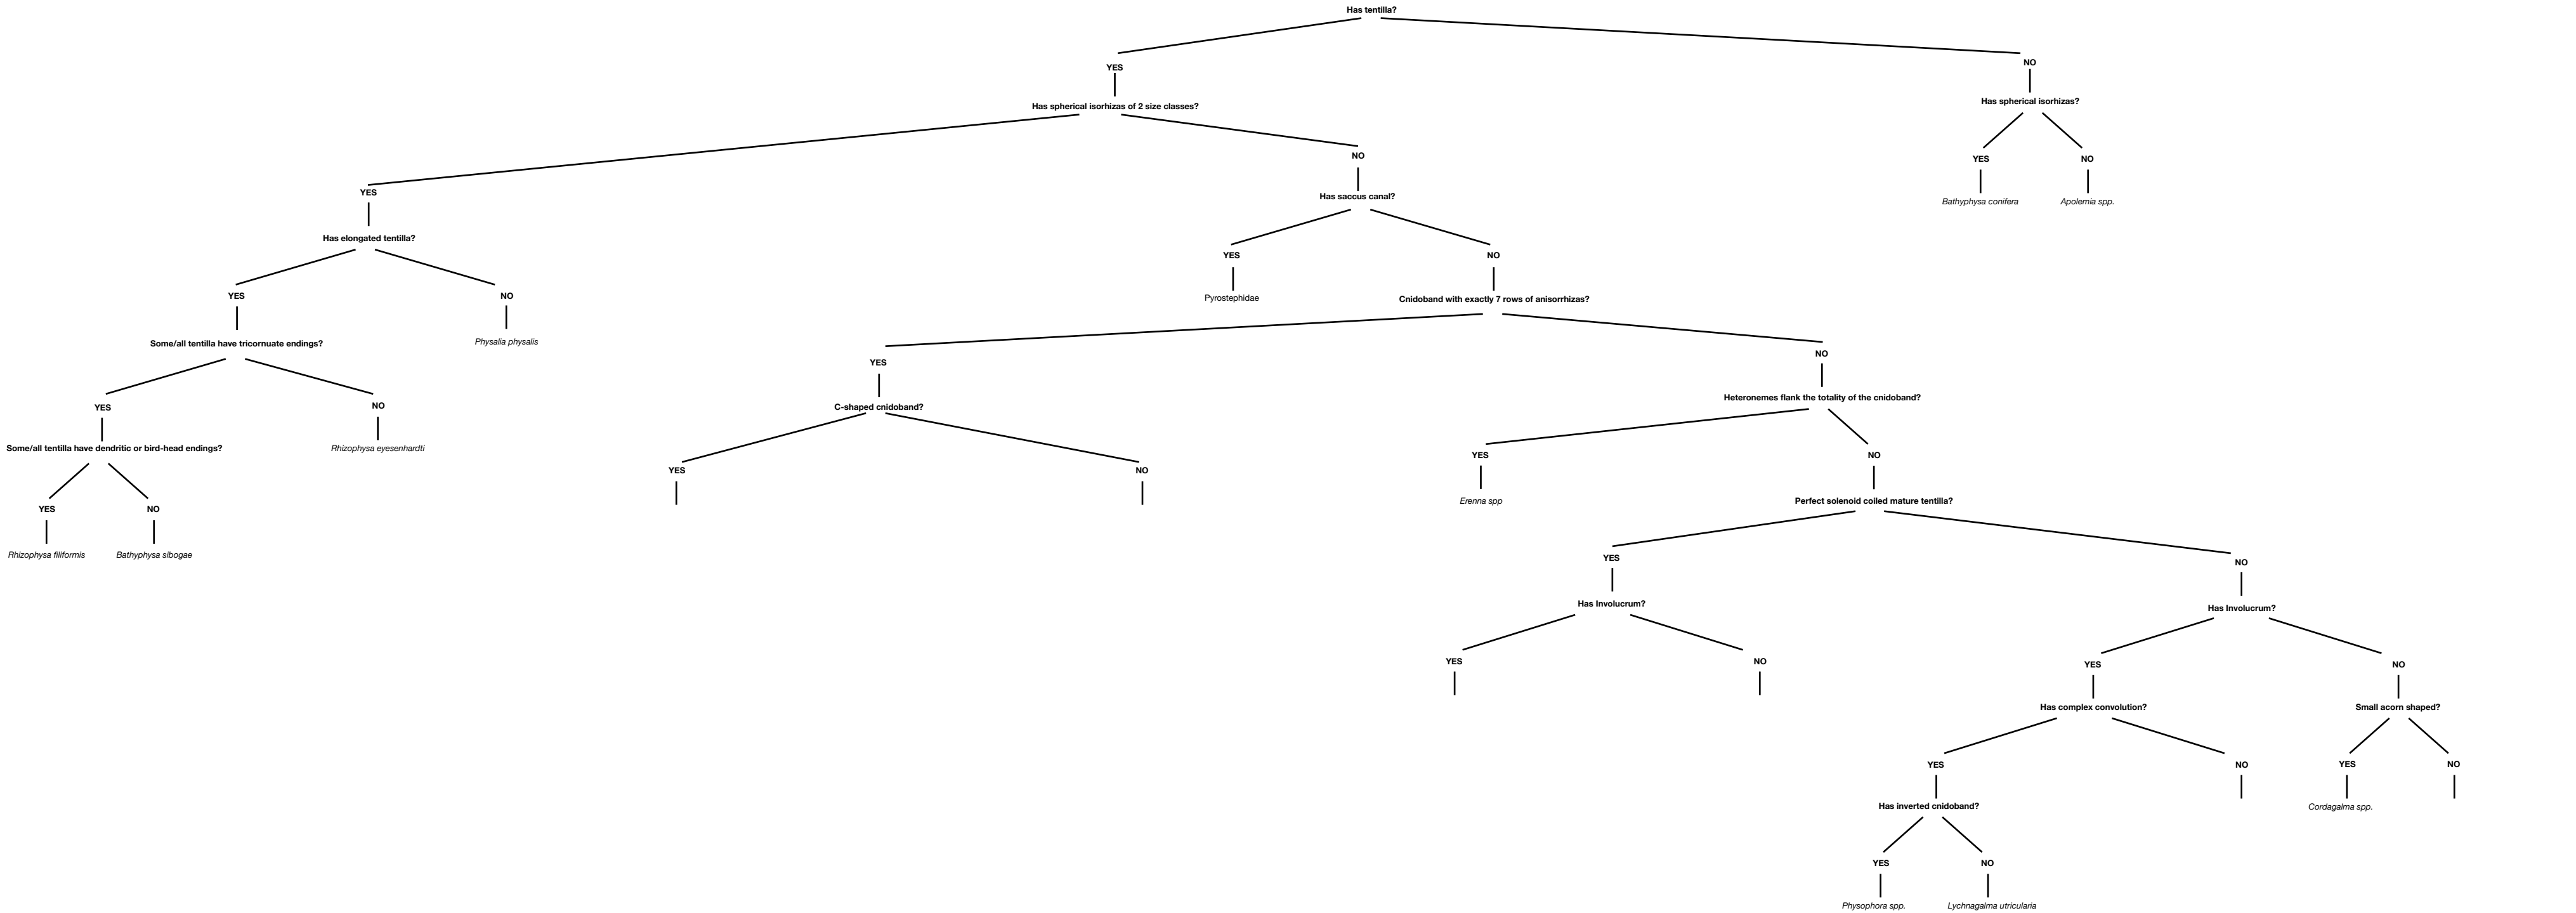 Has tentilla?
YES
NO
Has spherical isorhizas?
Has spherical isorhizas of 2 size classes?
NO
YES
NO
YES
Has saccus canal?
Bathyphysa conifera
Apolemia spp.
Has elongated tentilla?
YES
NO
YES
NO
Pyrostephidae
Cnidoband with exactly 7 rows of anisorrhizas?
Some/all tentilla have tricornuate endings?
Physalia physalis
YES
NO
YES
NO
C-shaped cnidoband?
Heteronemes flank the totality of the cnidoband?
Some/all tentilla have dendritic or bird-head endings?
Rhizophysa eyesenhardti
YES
NO
YES
NO
YES
NO
Erenna spp
Perfect solenoid coiled mature tentilla?
Rhizophysa filiformis
Bathyphysa sibogae
YES
NO
Has Involucrum?
Has Involucrum?
YES
NO
YES
NO
Has complex convolution?
Small acorn shaped?
YES
NO
YES
NO
Has inverted cnidoband?
Cordagalma spp.
YES
NO
Physophora spp.
Lychnagalma utricularia